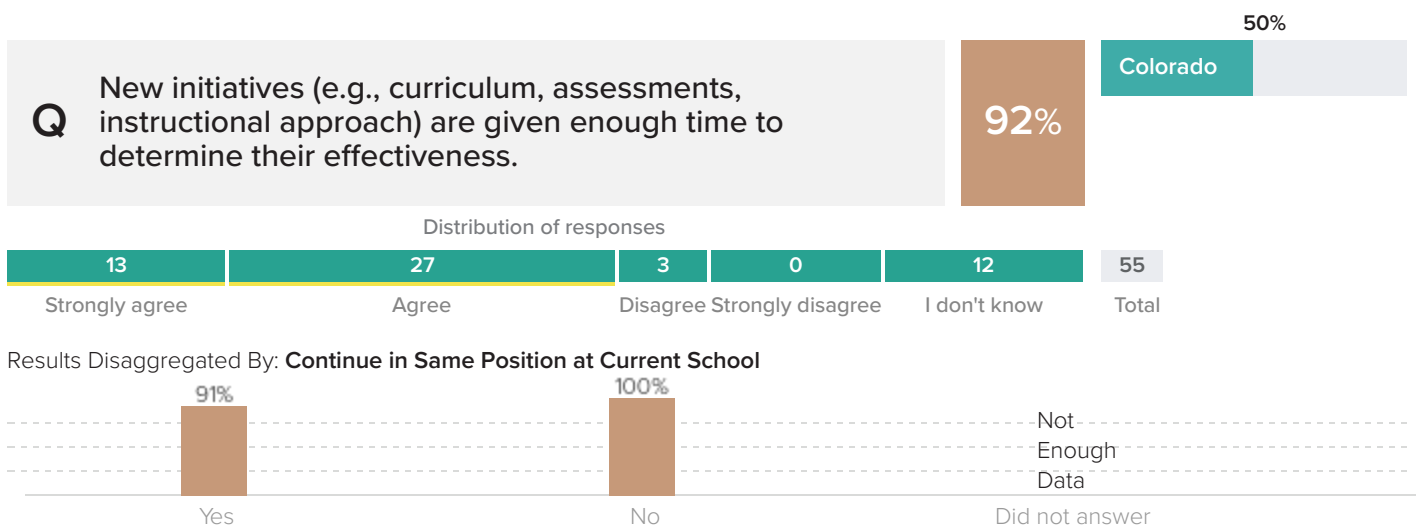 50%
Q
New initiatives (e.g., curriculum, assessments,
instructional approach) are given enough time to
determine their effectiveness.
92%
Colorado
Distribution of responses
13 27 3 0 12 55
Strongly agree Agree Disagree Strongly disagree I don't know Total
Results Disaggregated By: Continue in Same Position at Current School
91% 100%
Not
Enough
Data
Yes No Did not answer